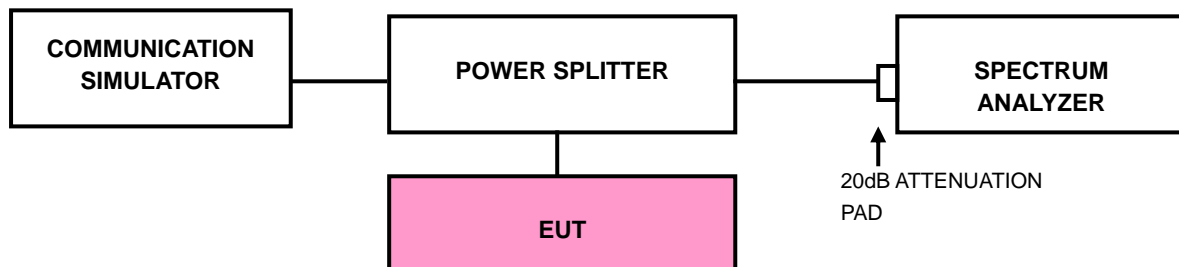 COMMUNICATION
SIMULATOR
POWER SPLITTER
SPECTRUM
ANALYZER
20dB ATTENUATION
PAD
EUT